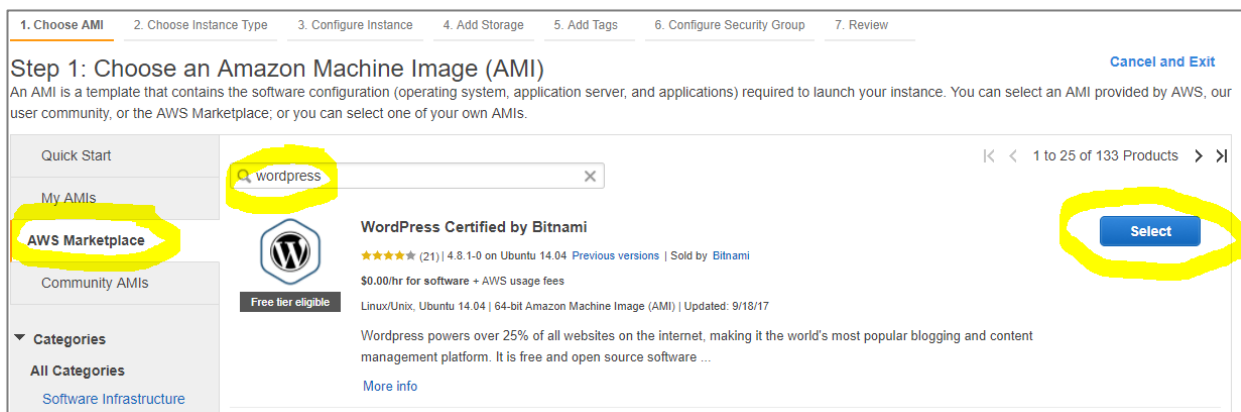 1. Choose AMI 2. Choose Instance Type 3. Configure Instance 4. Add Storage 5. Add Tags 6. Configure Security Group 7. Review
Step 1: Choose an Amazon Machine Image (AMI)
Cancel and Exit
An AMI is a template that contains the software configuration (operating system, application server, and applications) required to launch your instance. You can select an AMI provided by AWS, our
user community, or the AWS Marketplace; or you can select one of your own AMIs.
Quick Start
My AMIs
AWS Marketplace
Community AMIs
Categories
All Categories
Software Infrastructure
wordpress
1 to 25 of 133 Products
WordPress Certified by Bitnami
Select
(21) | 4.8.1-0 on Ubuntu 14.04 Previous versions | Sold by Bitnami
$0.00/hr for software + AWS usage fees
Free tier eligible
Linux/Unix, Ubuntu 14.04 | 64-bit Amazon Machine Image (AMI) | Updated: 9/18/17
Wordpress powers over 25% of all websites on the internet, making it the world's most popular blogging and content
management platform. It is free and open source software ...
More info